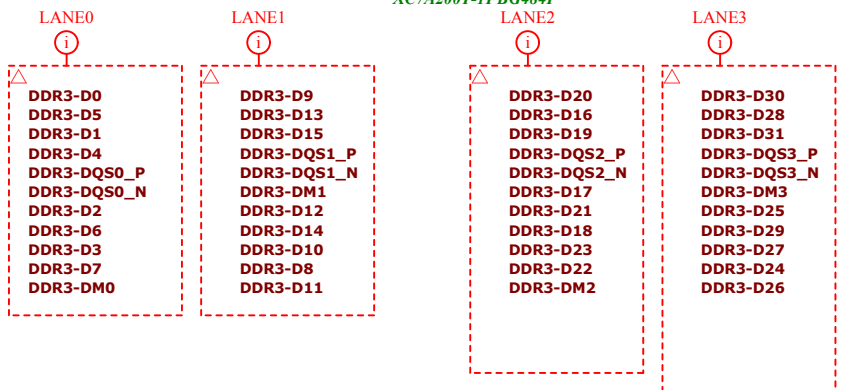 XC7A200T-1FBG484I
LANE0
i
DDR3-D0
DDR3-D5
DDR3-D1
DDR3-D4
DDR3-DQS0_P
DDR3-DQS0_N
DDR3-D2
DDR3-D6
DDR3-D3
DDR3-D7
DDR3-DM0
LANE1
i
DDR3-D9
DDR3-D13
DDR3-D15
DDR3-DQS1_P
DDR3-DQS1_N
DDR3-DM1
DDR3-D12
DDR3-D14
DDR3-D10
DDR3-D8
DDR3-D11
LANE2
i
DDR3-D20
DDR3-D16
DDR3-D19
DDR3-DQS2_P
DDR3-DQS2_N
DDR3-D17
DDR3-D21
DDR3-D18
DDR3-D23
DDR3-D22
DDR3-DM2
LANE3
i
DDR3-D30
DDR3-D28
DDR3-D31
DDR3-DQS3_P
DDR3-DQS3_N
DDR3-DM3
DDR3-D25
DDR3-D29
DDR3-D27
DDR3-D24
DDR3-D26